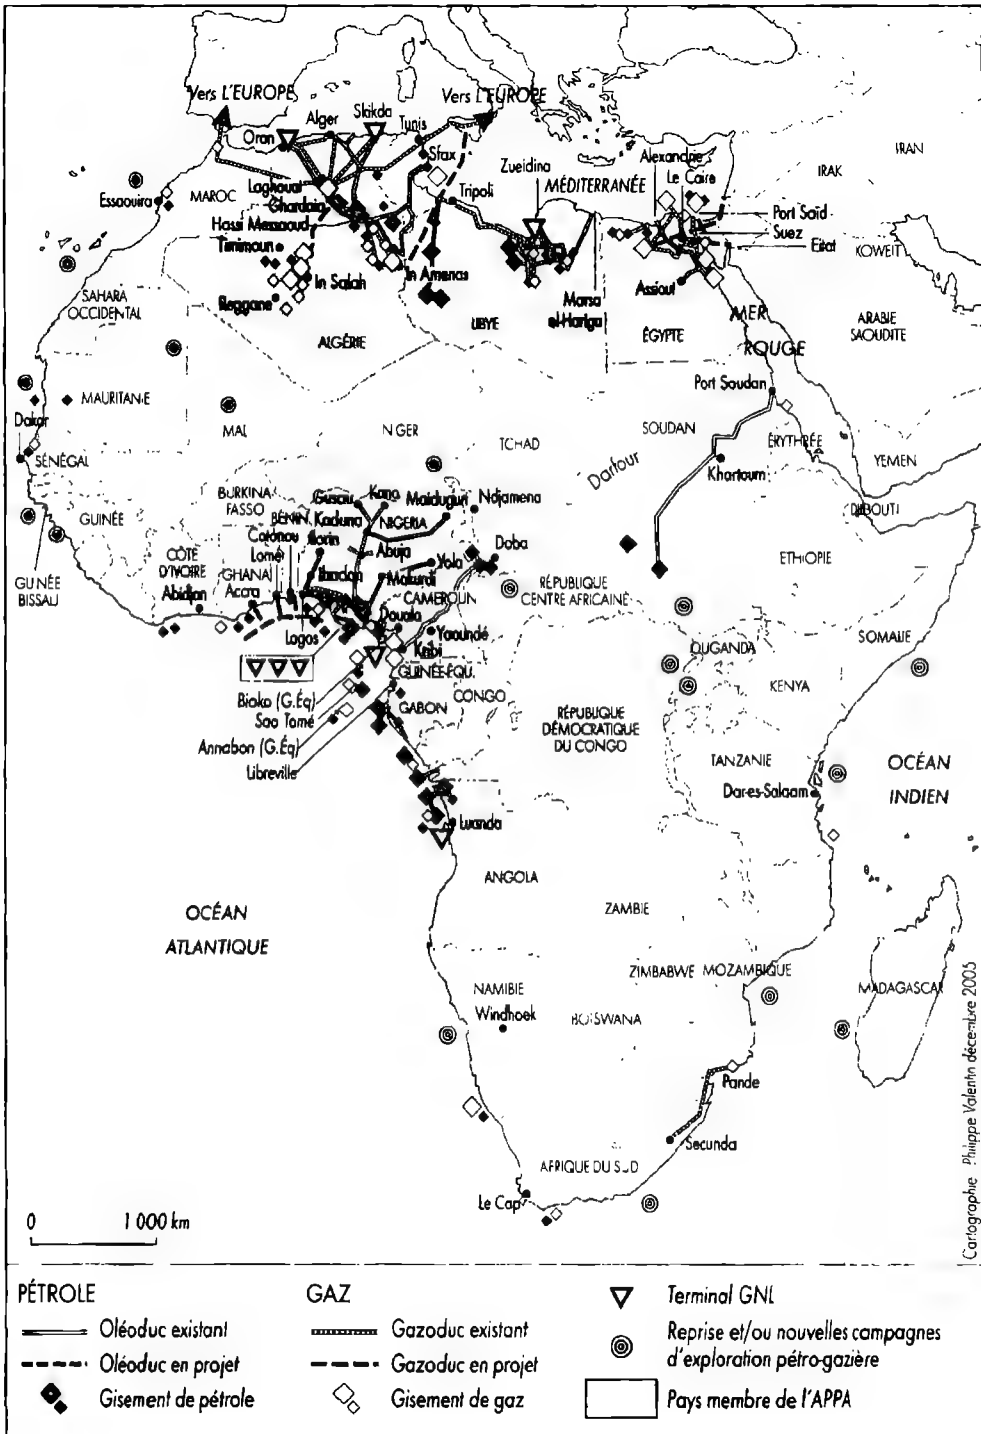 Vers L'EUROPE
Vers L'EUROPE
Alger
Skikda
Tunis
Oran
Sfax
Zueidina
Alexandrie
Le Caire
IRAN
IRAK
MÉDITERRANÉE
Essaouira
MAROC
Laghouat
Ghardaïa
Tripoli
Port Saïd
Suez
Hassi Messaoud
Timimoun
Eilat
KOWEIT
In Salah
In Amenas
Assiout
SAHARA
OCCIDENTAL
Reggane
Marsa
el-Hariga
MER
ROUGE
ARABIE
SAOUDITE
ALGÉRIE
LIBYE
ÉGYPTE
Port Soudan
MAURITANIE
Dakar
MALI
NIGER
TCHAD
SOUDAN
ÉRYTHRÉE
SÉNÉGAL
Darfour
Khartoum
YEMEN
BURKINA
FASSO
Gusau
Kano
Maiduguri
Ndjamena
GUINÉE
BÉNIN
Kaduna
NIGERIA
DJIBOUTI
Cotonou
Ilorin
Lomé
Abuja
Doba
CÔTE
D'IVOIRE
GHANA
Ibadan
Makurdi
Yola
ETHIOPIE
GUINÉE
BISSAU
Abidjan
Accra
CAMEROUN
RÉPUBLIQUE
CENTRE AFRICAINE
Lagos
Douala
Yaoundé
Kribi
OUGANDA
SOMALIE
GUINÉE-ÉQU.
Bioko (G.Éq)
CONGO
KENYA
Sao Tomé
GABON
RÉPUBLIQUE
DÉMOCRATIQUE
DU CONGO
Annabon (G.Éq)
Libreville
TANZANIE
OCÉAN
INDIEN
Dar-es-Salaam
Luanda
ANGOLA
OCÉAN
ATLANTIQUE
ZAMBIE
ZIMBABWE
MOZAMBIQUE
NAMIBIE
MADAGASCAR
Windhoek
BOTSWANA
Pande
Secunda
AFRIQUE DU SUD
Le Cap
0
1 000 km
Cartographie Philippe Valentin décembre 2005
PÉTROLE
Oléoduc existant
Oléoduc en projet
Gisement de pétrole
GAZ
Gazoduc existant
Gazoduc en projet
Gisement de gaz
Terminal GNL
Reprise et/ou nouvelles campagnes
d'exploration pétro-gazière
Pays membre de l'APPA